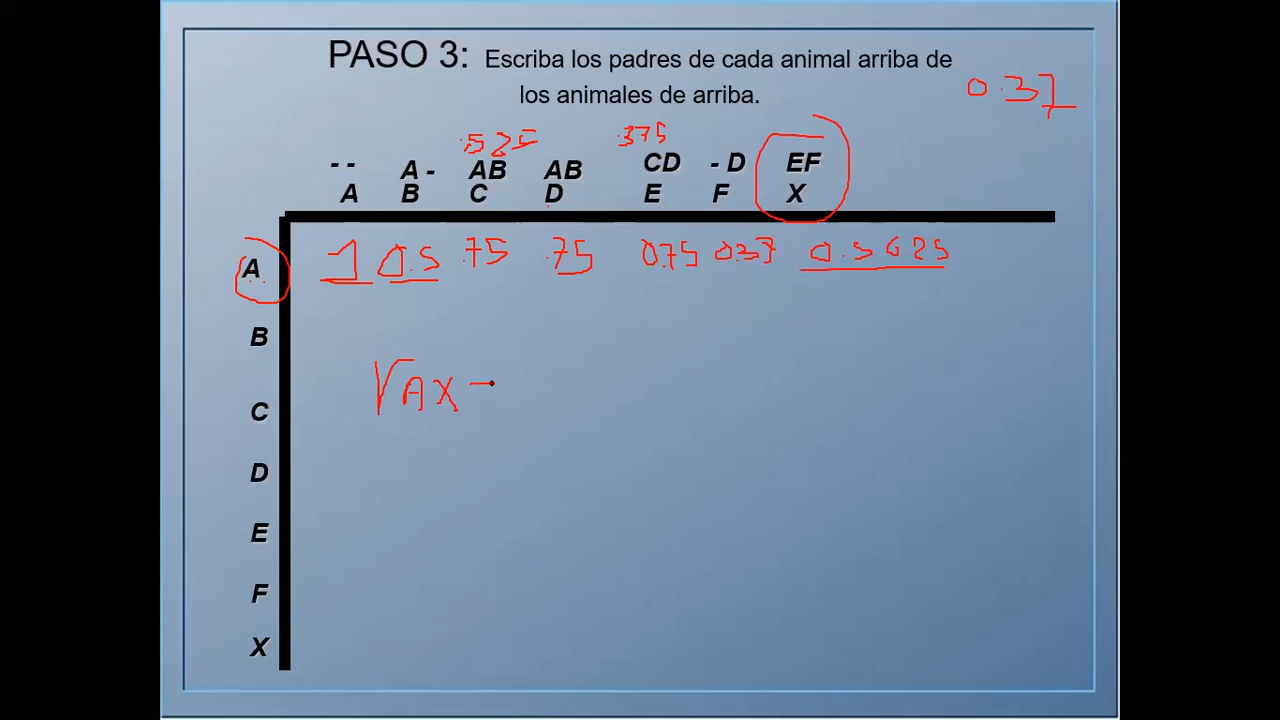 PASO 3: Escriba los padres de cada animal arriba de
los animales de arriba.
0.37
.525 .375
- - A - AB AB CD - D EF
A B C D E F X
A 1 0.5 .75 .75 0.75 0.37 0.5625
B
rAX -
C
D
E
F
X